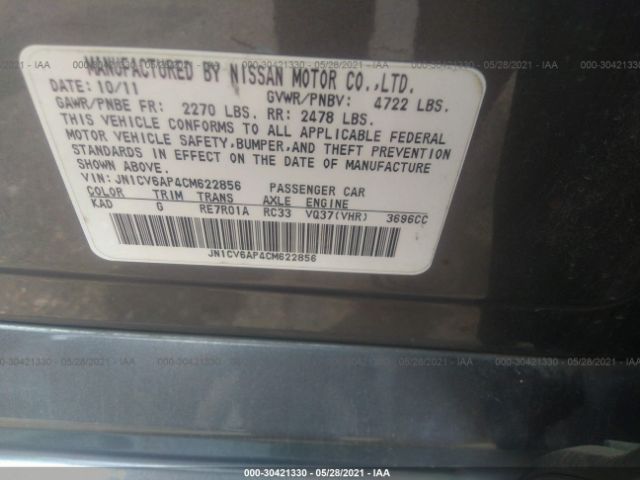 MANUFACTURED BY NISSAN MOTOR CO.,LTD.
DATE: 10/11 GVWR/PNBV: 4722 LBS.
GAWR/PNBE FR: 2270 LBS. RR: 2478 LBS.
THIS VEHICLE CONFORMS TO ALL APPLICABLE FEDERAL
MOTOR VEHICLE SAFETY,BUMPER,AND THEFT PREVENTION
STANDARDS IN EFFECT ON THE DATE OF MANUFACTURE
SHOWN ABOVE.
VIN: JN1CV6AP4CM622856 PASSENGER CAR
COLOR TRIM TRANS AXLE ENGINE
KAD G RE7R01A RC33 VQ37(VHR) 3696CC
JN1CV6AP4CM622856
000-30421330 - 05/28/2021 - IAA